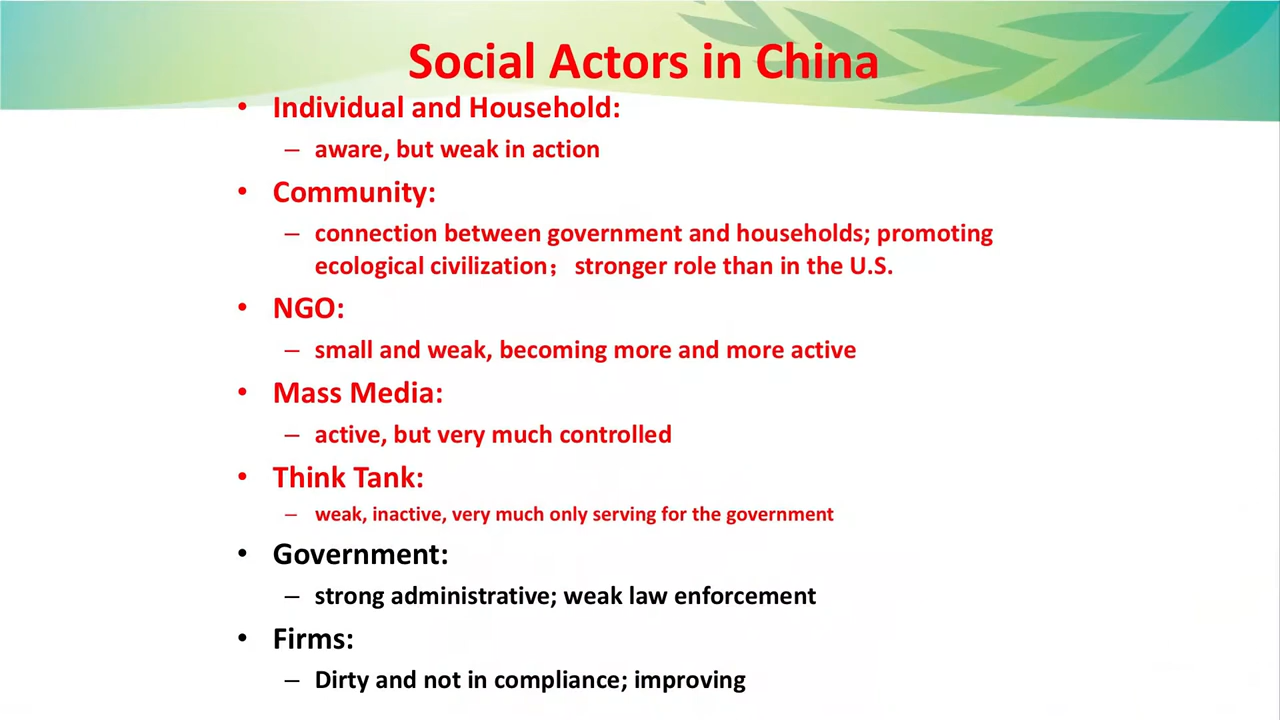 Social Actors in China
• Individual and Household:
– aware, but weak in action
• Community:
– connection between government and households; promoting
ecological civilization； stronger role than in the U.S.
• NGO:
– small and weak, becoming more and more active
• Mass Media:
– active, but very much controlled
• Think Tank:
– weak, inactive, very much only serving for the government
• Government:
– strong administrative; weak law enforcement
• Firms:
– Dirty and not in compliance; improving